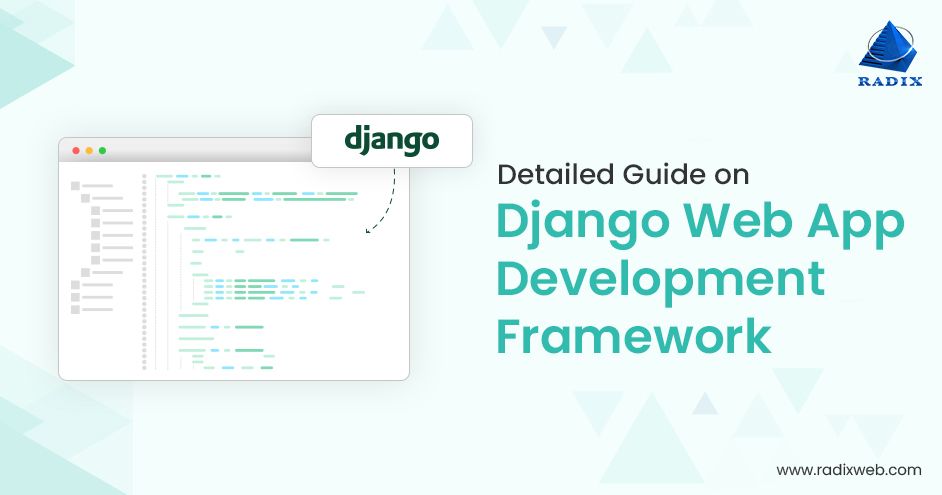 RADIX
django
Detailed Guide on
Django Web App
Development
Framework
www.radixweb.com